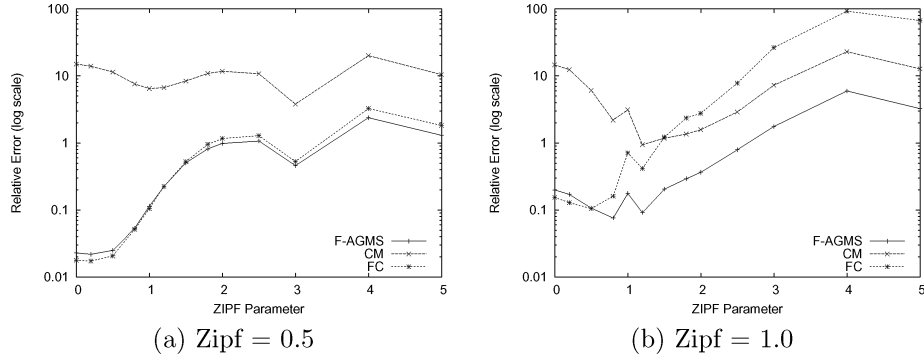 100
10
1
0.1
0.01
Relative Error (log scale)
0 1 2 3 4 5
ZIPF Parameter
F-AGMS
CM
FC
(a) Zipf = 0.5
100
10
1
0.1
0.01
Relative Error (log scale)
0 1 2 3 4 5
ZIPF Parameter
F-AGMS
CM
FC
(b) Zipf = 1.0